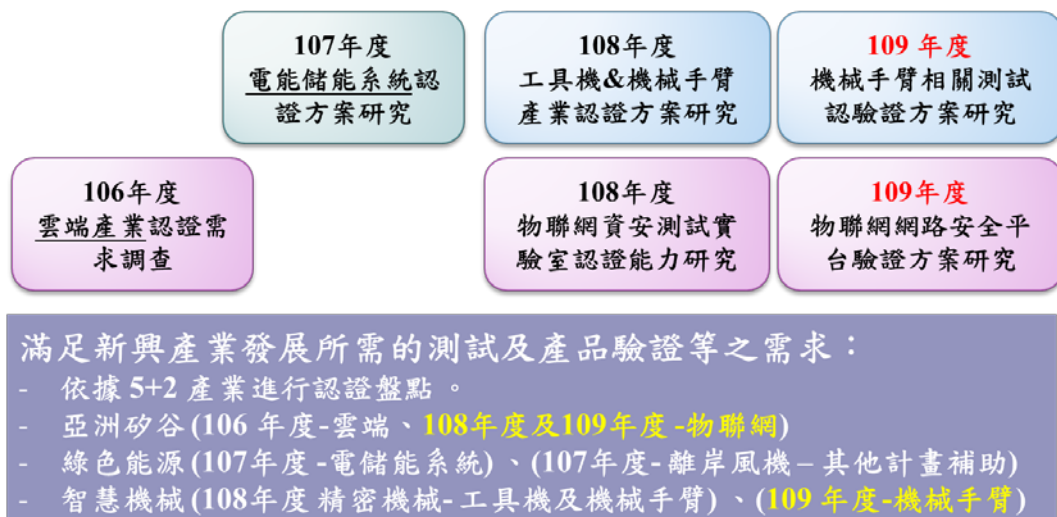 107年度
電能儲能系統認
證方案研究
108年度
工具機&機械手臂
產業認證方案研究
109 年度
機械手臂相關測試
認驗證方案研究
106年度
雲端產業認證需
求調查
108年度
物聯網資安測試實
驗室認證能力研究
109年度
物聯網網路安全平
台驗證方案研究
滿足新興產業發展所需的測試及產品驗證等之需求：
- 依據 5+2 產業進行認證盤點。
- 亞洲矽谷(106 年度-雲端、108年度及109年度-物聯網)
- 綠色能源(107年度-電儲能系統)、(107年度-離岸風機–其他計畫補助)
- 智慧機械(108年度 精密機械-工具機及機械手臂)、(109 年度-機械手臂)